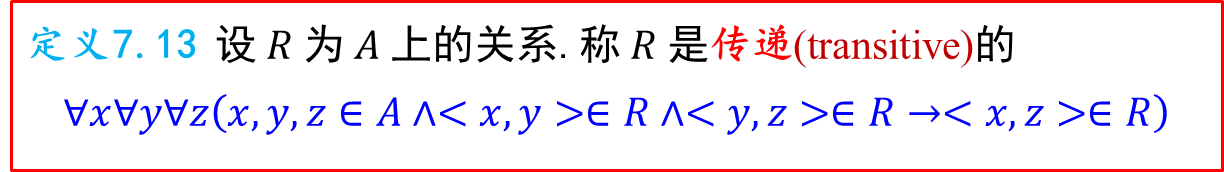 定义7.13 设 R 为 A 上的关系. 称 R 是传递(transitive)的
∀x∀y∀z(x, y, z ∈ A ∧< x, y >∈ R ∧< y, z >∈ R →< x, z >∈ R)